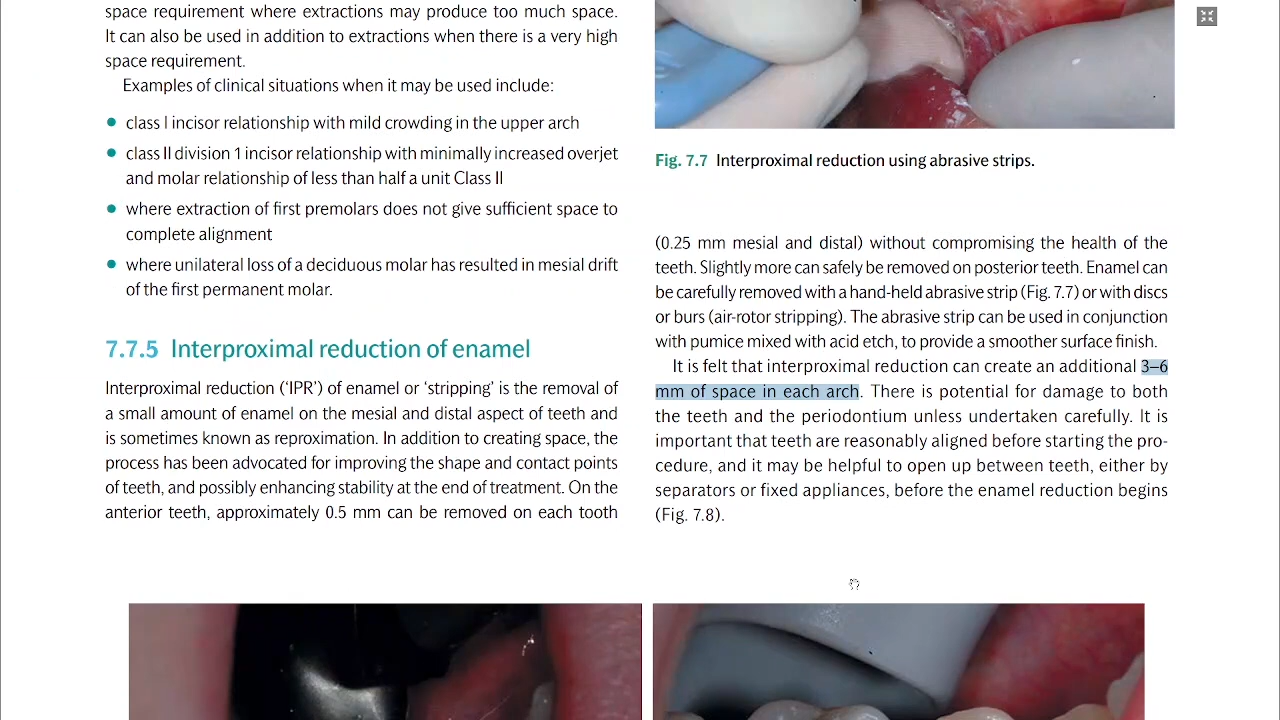 space requirement where extractions may produce too much space.
It can also be used in addition to extractions when there is a very high
space requirement.
Examples of clinical situations when it may be used include:
● class I incisor relationship with mild crowding in the upper arch
● class II division 1 incisor relationship with minimally increased overjet
and molar relationship of less than half a unit Class II
● where extraction of first premolars does not give sufficient space to
complete alignment
● where unilateral loss of a deciduous molar has resulted in mesial drift
of the first permanent molar.
7.7.5 Interproximal reduction of enamel
Interproximal reduction (‘IPR’) of enamel or ‘stripping’ is the removal of
a small amount of enamel on the mesial and distal aspect of teeth and
is sometimes known as reproximation. In addition to creating space, the
process has been advocated for improving the shape and contact points
of teeth, and possibly enhancing stability at the end of treatment. On the
anterior teeth, approximately 0.5 mm can be removed on each tooth
Fig. 7.7 Interproximal reduction using abrasive strips.
(0.25 mm mesial and distal) without compromising the health of the
teeth. Slightly more can safely be removed on posterior teeth. Enamel can
be carefully removed with a hand-held abrasive strip (Fig. 7.7) or with discs
or burs (air-rotor stripping). The abrasive strip can be used in conjunction
with pumice mixed with acid etch, to provide a smoother surface finish.
It is felt that interproximal reduction can create an additional 3–6
mm of space in each arch. There is potential for damage to both
the teeth and the periodontium unless undertaken carefully. It is
important that teeth are reasonably aligned before starting the pro-
cedure, and it may be helpful to open up between teeth, either by
separators or fixed appliances, before the enamel reduction begins
(Fig. 7.8).